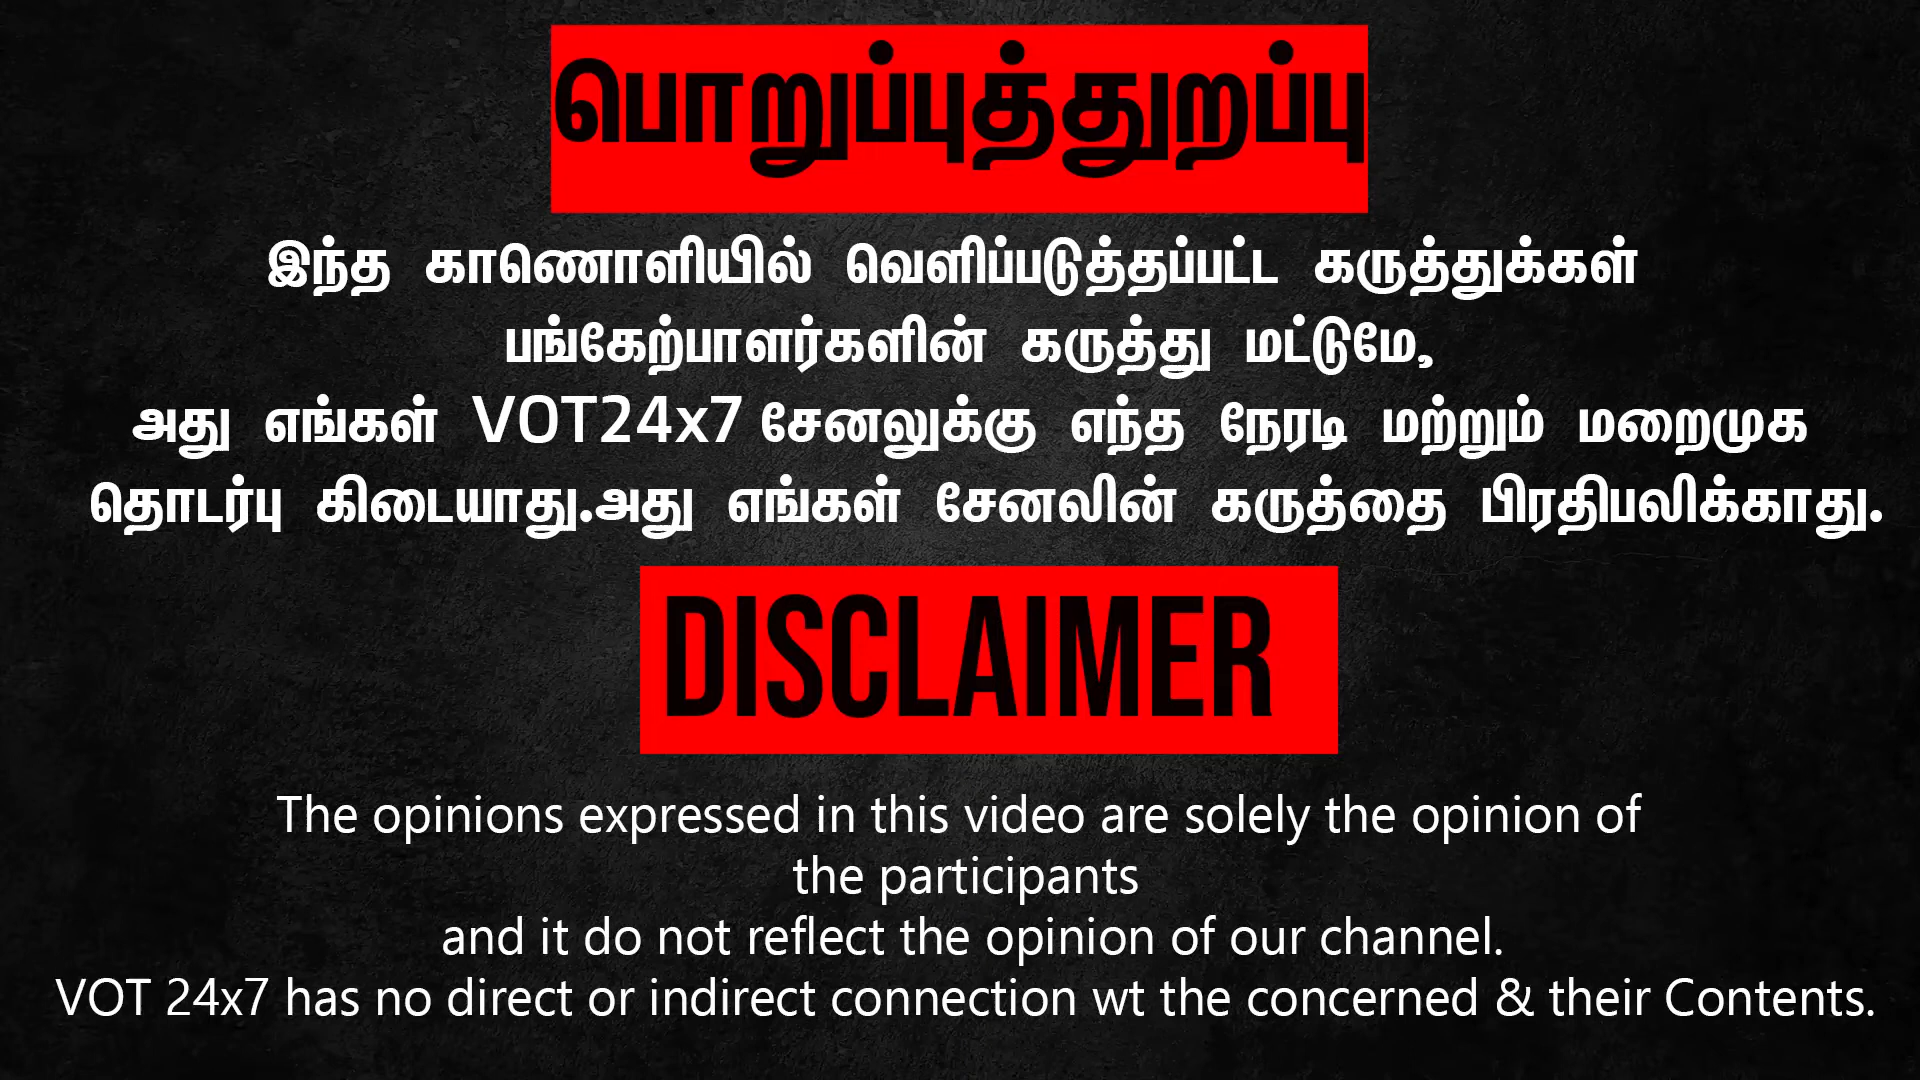 பொறுப்புத்துறப்பு
இந்த காணொளியில் வெளிப்படுத்தப்பட்ட கருத்துக்கள்
பங்கேற்பாளர்களின் கருத்து மட்டுமே,
அது எங்கள் VOT24x7 சேனலுக்கு எந்த நேரடி மற்றும் மறைமுக
தொடர்பு கிடையாது.அது எங்கள் சேனலின் கருத்தை பிரதிபலிக்காது.
DISCLAIMER
The opinions expressed in this video are solely the opinion of
the participants
and it do not reflect the opinion of our channel.
VOT 24x7 has no direct or indirect connection wt the concerned & their Contents.